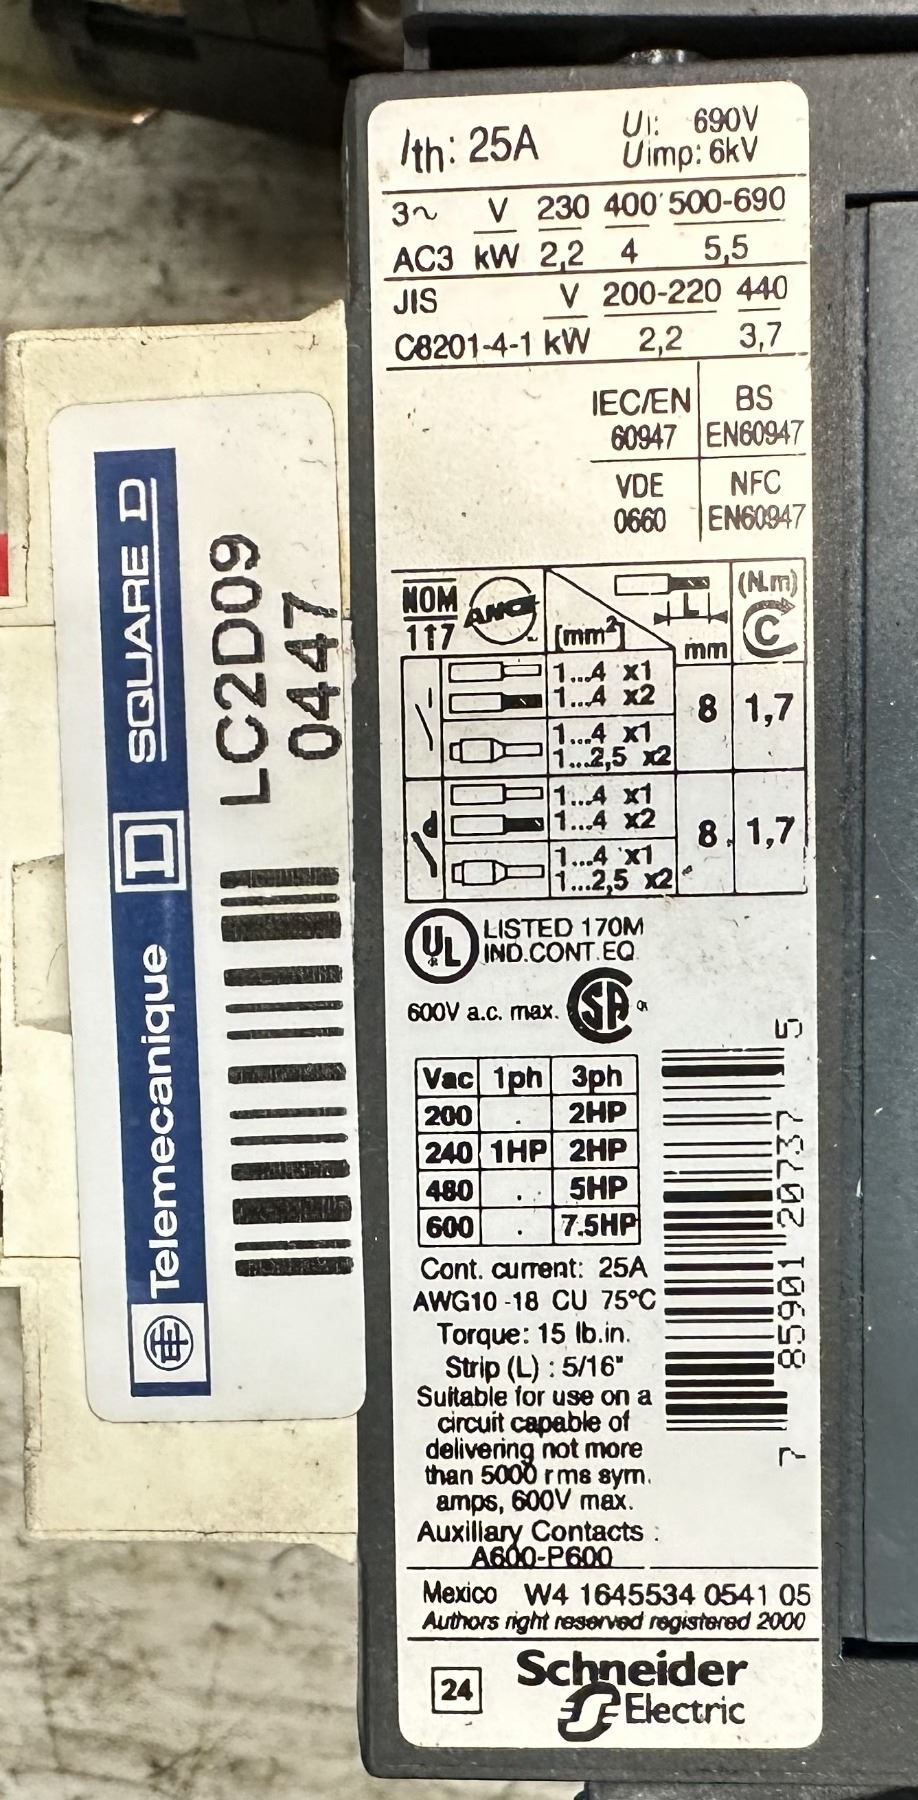 Telemecanique D SQUARE D
LC2D09
0447
Ith: 25A Ui: 690V
Uimp: 6kV
3~ V 230 400 500-690
AC3 kW 2,2 4 5,5
JIS V 200-220 440
C8201-4-1 kW 2,2 3,7
IEC/EN BS
60947 EN60947
VDE NFC
0660 EN60947
NOM ANCE [mm²] L (N.m)
117 mm C
1...4 x1
1...4 x2 8 1,7
1...4 x1
1...2,5 x2
1...4 x1
1...4 x2 8 1,7
1...4 x1
1...2,5 x2
UL LISTED 170M
IND.CONT.EQ
600V a.c. max. SA
Vac 1ph 3ph
200 . 2HP
240 1HP 2HP
480 . 5HP
600 . 7.5HP
Cont. current: 25A
AWG10 -18 CU 75°C
Torque: 15 lb.in.
Strip (L) : 5/16"
Suitable for use on a
circuit capable of
delivering not more
than 5000 rms sym.
amps, 600V max.
Auxillary Contacts :
A600-P600
7 85901 20737 5
Mexico W4 1645534 0541 05
Authors right reserved registered 2000
24 Schneider
Electric